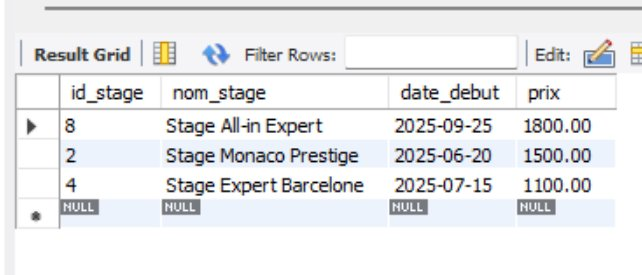 Result Grid Filter Rows: Edit:
id_stage nom_stage date_debut prix
8 Stage All-in Expert 2025-09-25 1800.00
2 Stage Monaco Prestige 2025-06-20 1500.00
4 Stage Expert Barcelone 2025-07-15 1100.00
NULL NULL NULL NULL